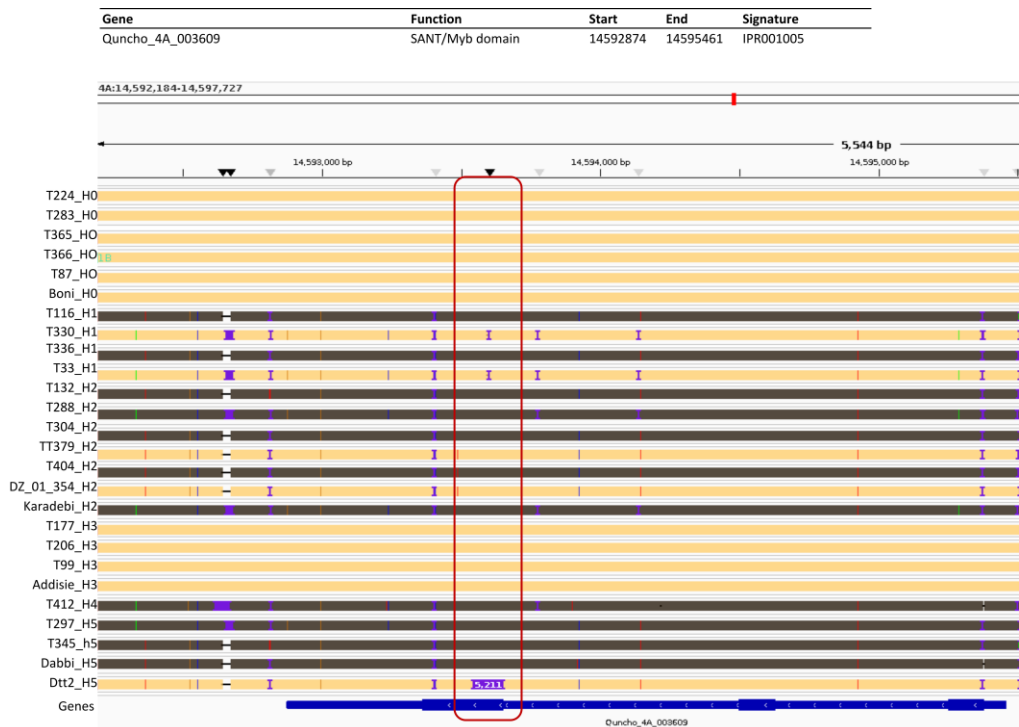 Gene Function Start End Signature
Quncho_4A_003609 SANT/Myb domain 14592874 14595461 IPR001005
4A:14,592,184-14,597,727
5,544 bp
14,593,000 bp 14,594,000 bp 14,595,000 bp
T224_H0
T283_H0
T365_HO
T366_HO
1B
T87_HO
Boni_H0
T116_H1
T330_H1
T336_H1
T33_H1
T132_H2
T288_H2
T304_H2
TT379_H2
T404_H2
DZ_01_354_H2
Karadebi_H2
T177_H3
T206_H3
T99_H3
Addisie_H3
T412_H4
T297_H5
T345_h5
Dabbi_H5
Dtt2_H5 5,211
Genes
Quncho_4A_003609